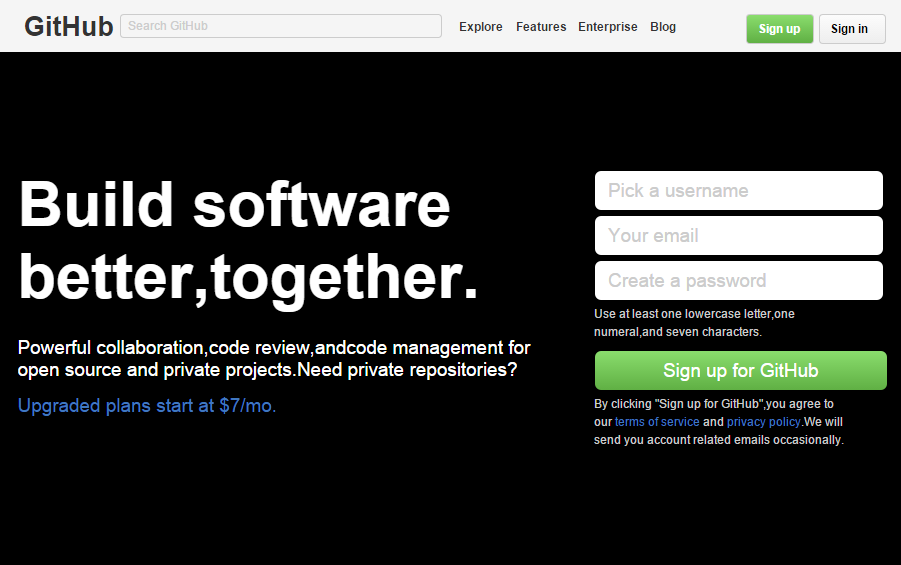 GitHub
Search GitHub
Explore
Features
Enterprise
Blog
Sign up
Sign in
Build software
better,together.
Powerful collaboration,code review,andcode management for
open source and private projects.Need private repositories?
Upgraded plans start at $7/mo.
Pick a username
Your email
Create a password
Use at least one lowercase letter,one
numeral,and seven characters.
Sign up for GitHub
By clicking "Sign up for GitHub",you agree to
our terms of service and privacy policy.We will
send you account related emails occasionally.